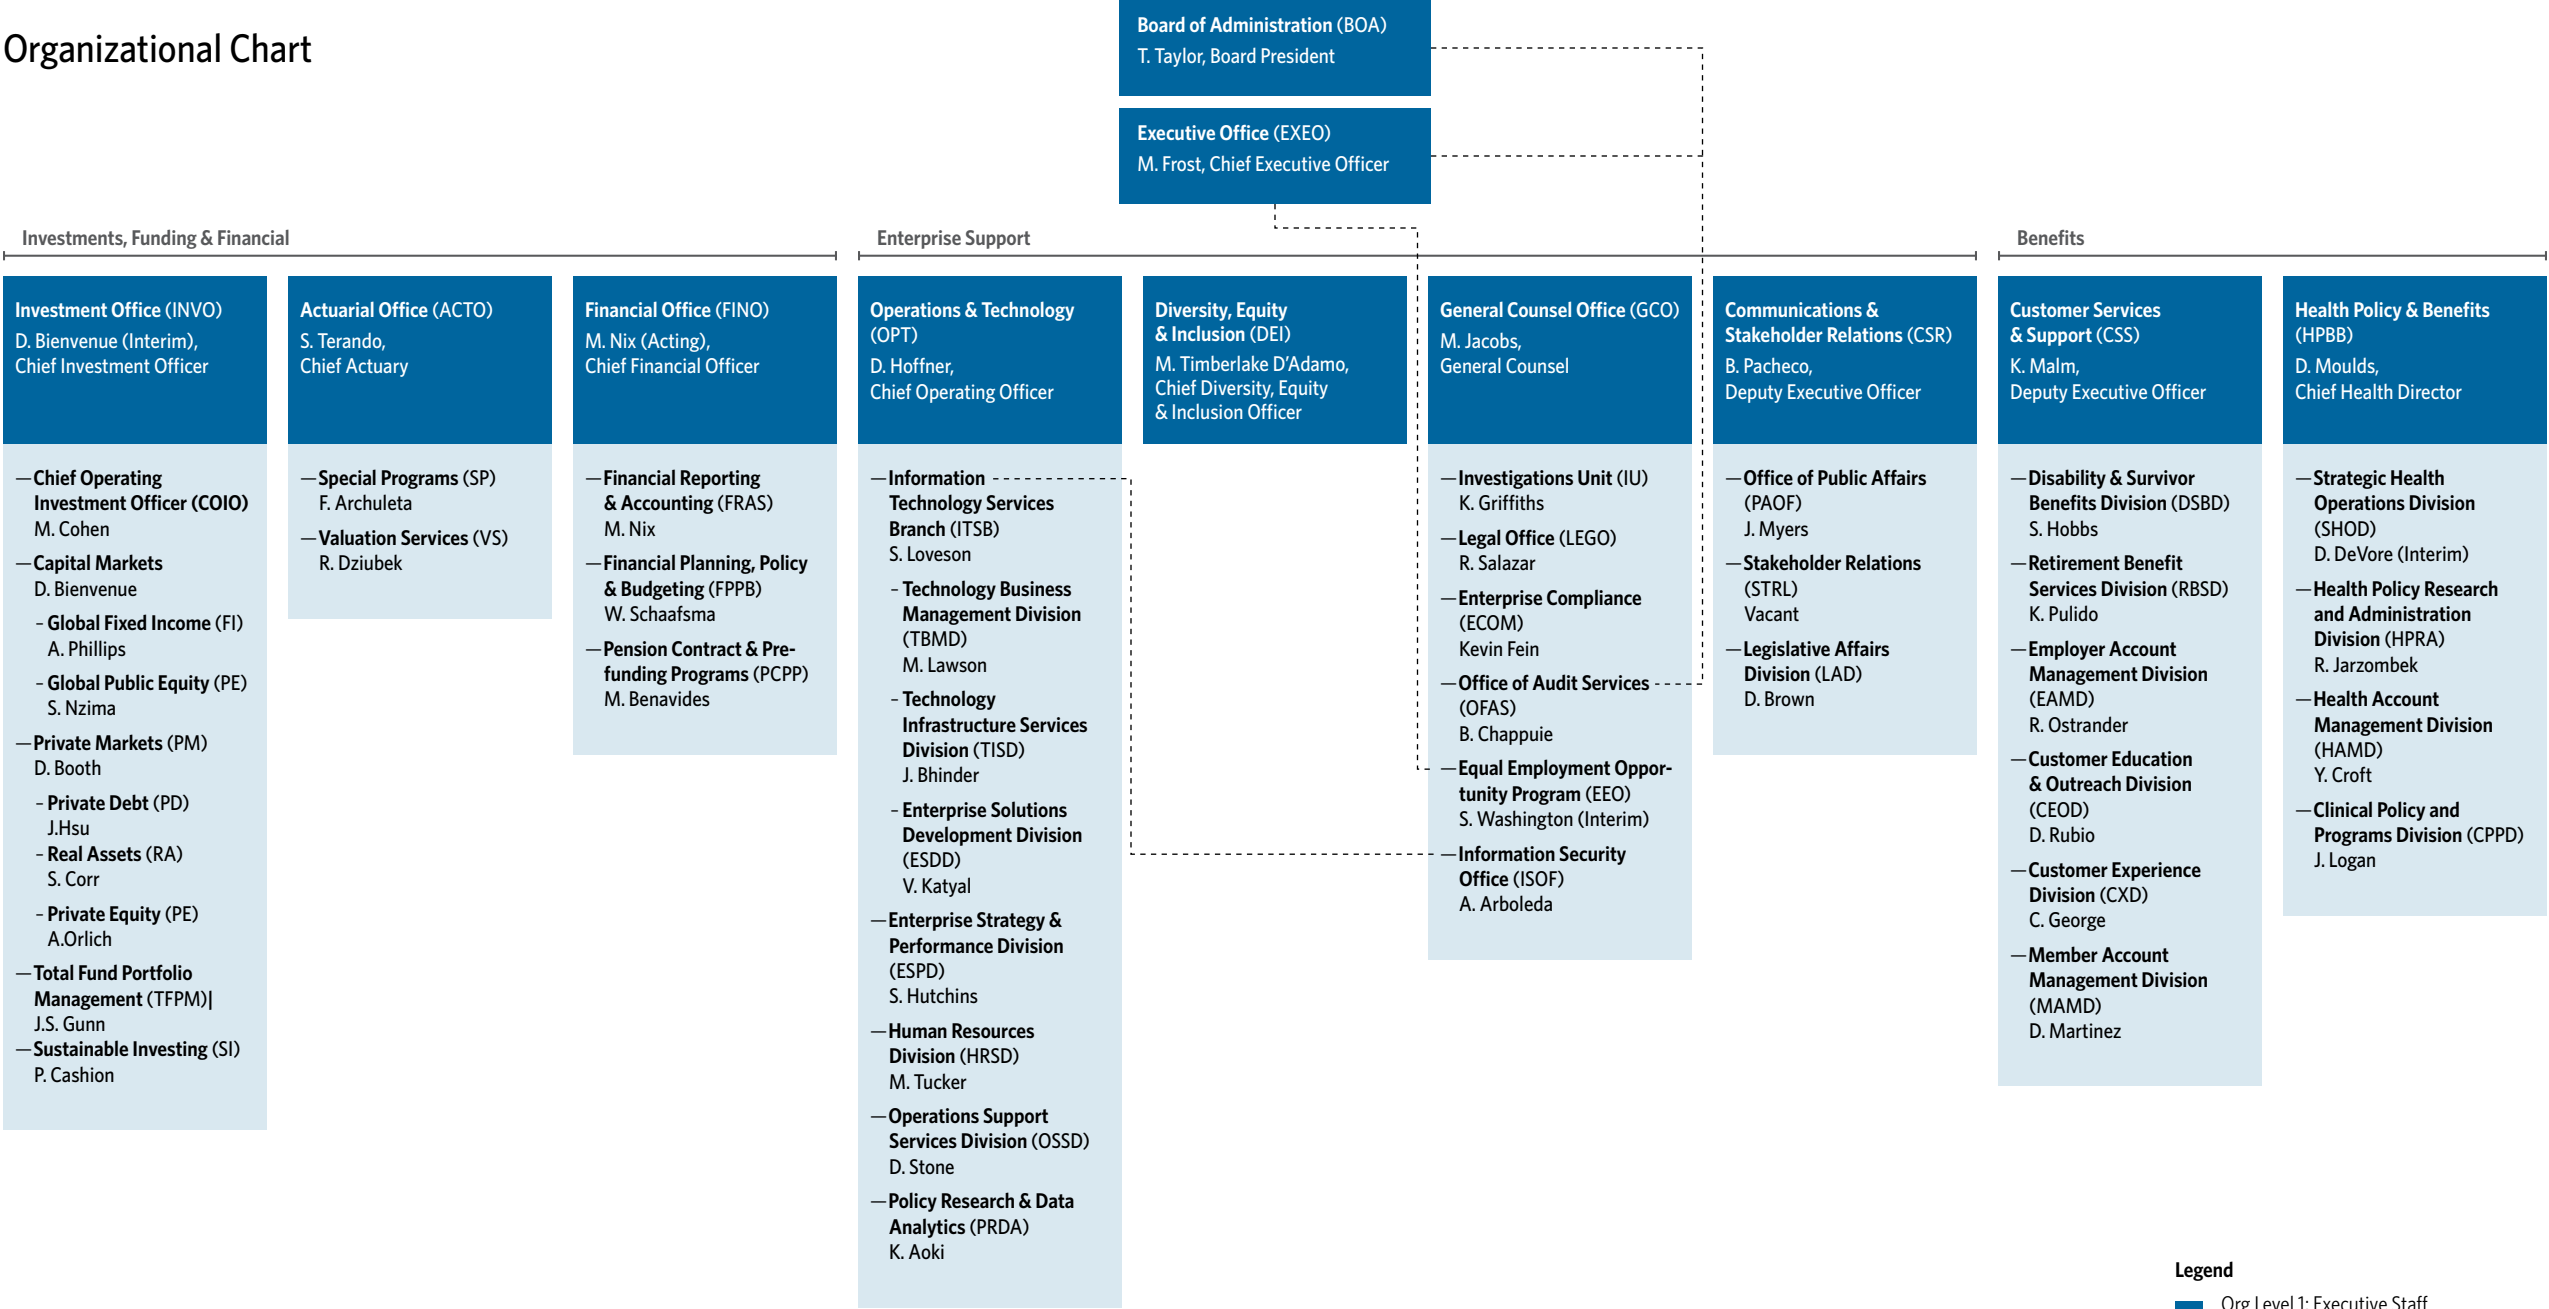 Organizational Chart
Board of Administration (BOA)
T. Taylor, Board President
Executive Office (EXEO)
M. Frost, Chief Executive Officer
Investments, Funding & Financial
Enterprise Support
Benefits
Investment Office (INVO)
D. Bienvenue (Interim),
Chief Investment Officer
—Chief Operating
Investment Officer (COIO)
M. Cohen
—Capital Markets
D. Bienvenue
- Global Fixed Income (FI)
A. Phillips
- Global Public Equity (PE)
S. Nzima
—Private Markets (PM)
D. Booth
- Private Debt (PD)
J.Hsu
- Real Assets (RA)
S. Corr
- Private Equity (PE)
A.Orlich
—Total Fund Portfolio
Management (TFPM)|
J.S. Gunn
—Sustainable Investing (SI)
P. Cashion
Actuarial Office (ACTO)
S. Terando,
Chief Actuary
—Special Programs (SP)
F. Archuleta
—Valuation Services (VS)
R. Dziubek
Financial Office (FINO)
M. Nix (Acting),
Chief Financial Officer
—Financial Reporting
& Accounting (FRAS)
M. Nix
—Financial Planning, Policy
& Budgeting (FPPB)
W. Schaafsma
—Pension Contract & Pre-
funding Programs (PCPP)
M. Benavides
Operations & Technology
(OPT)
D. Hoffner,
Chief Operating Officer
—Information
Technology Services
Branch (ITSB)
S. Loveson
- Technology Business
Management Division
(TBMD)
M. Lawson
- Technology
Infrastructure Services
Division (TISD)
J. Bhinder
- Enterprise Solutions
Development Division
(ESDD)
V. Katyal
—Enterprise Strategy &
Performance Division
(ESPD)
S. Hutchins
—Human Resources
Division (HRSD)
M. Tucker
—Operations Support
Services Division (OSSD)
D. Stone
—Policy Research & Data
Analytics (PRDA)
K. Aoki
Diversity, Equity
& Inclusion (DEI)
M. Timberlake D'Adamo,
Chief Diversity, Equity
& Inclusion Officer
General Counsel Office (GCO)
M. Jacobs,
General Counsel
—Investigations Unit (IU)
K. Griffiths
—Legal Office (LEGO)
R. Salazar
—Enterprise Compliance
(ECOM)
Kevin Fein
—Office of Audit Services
(OFAS)
B. Chappuie
—Equal Employment Oppor-
tunity Program (EEO)
S. Washington (Interim)
—Information Security
Office (ISOF)
A. Arboleda
Communications &
Stakeholder Relations (CSR)
B. Pacheco,
Deputy Executive Officer
—Office of Public Affairs
(PAOF)
J. Myers
—Stakeholder Relations
(STRL)
Vacant
—Legislative Affairs
Division (LAD)
D. Brown
Customer Services
& Support (CSS)
K. Malm,
Deputy Executive Officer
—Disability & Survivor
Benefits Division (DSBD)
S. Hobbs
—Retirement Benefit
Services Division (RBSD)
K. Pulido
—Employer Account
Management Division
(EAMD)
R. Ostrander
—Customer Education
& Outreach Division
(CEOD)
D. Rubio
—Customer Experience
Division (CXD)
C. George
—Member Account
Management Division
(MAMD)
D. Martinez
Health Policy & Benefits
(HPBB)
D. Moulds,
Chief Health Director
—Strategic Health
Operations Division
(SHOD)
D. DeVore (Interim)
—Health Policy Research
and Administration
Division (HPRA)
R. Jarzombek
—Health Account
Management Division
(HAMD)
Y. Croft
—Clinical Policy and
Programs Division (CPPD)
J. Logan
Legend
Org Level 1: Executive Staff